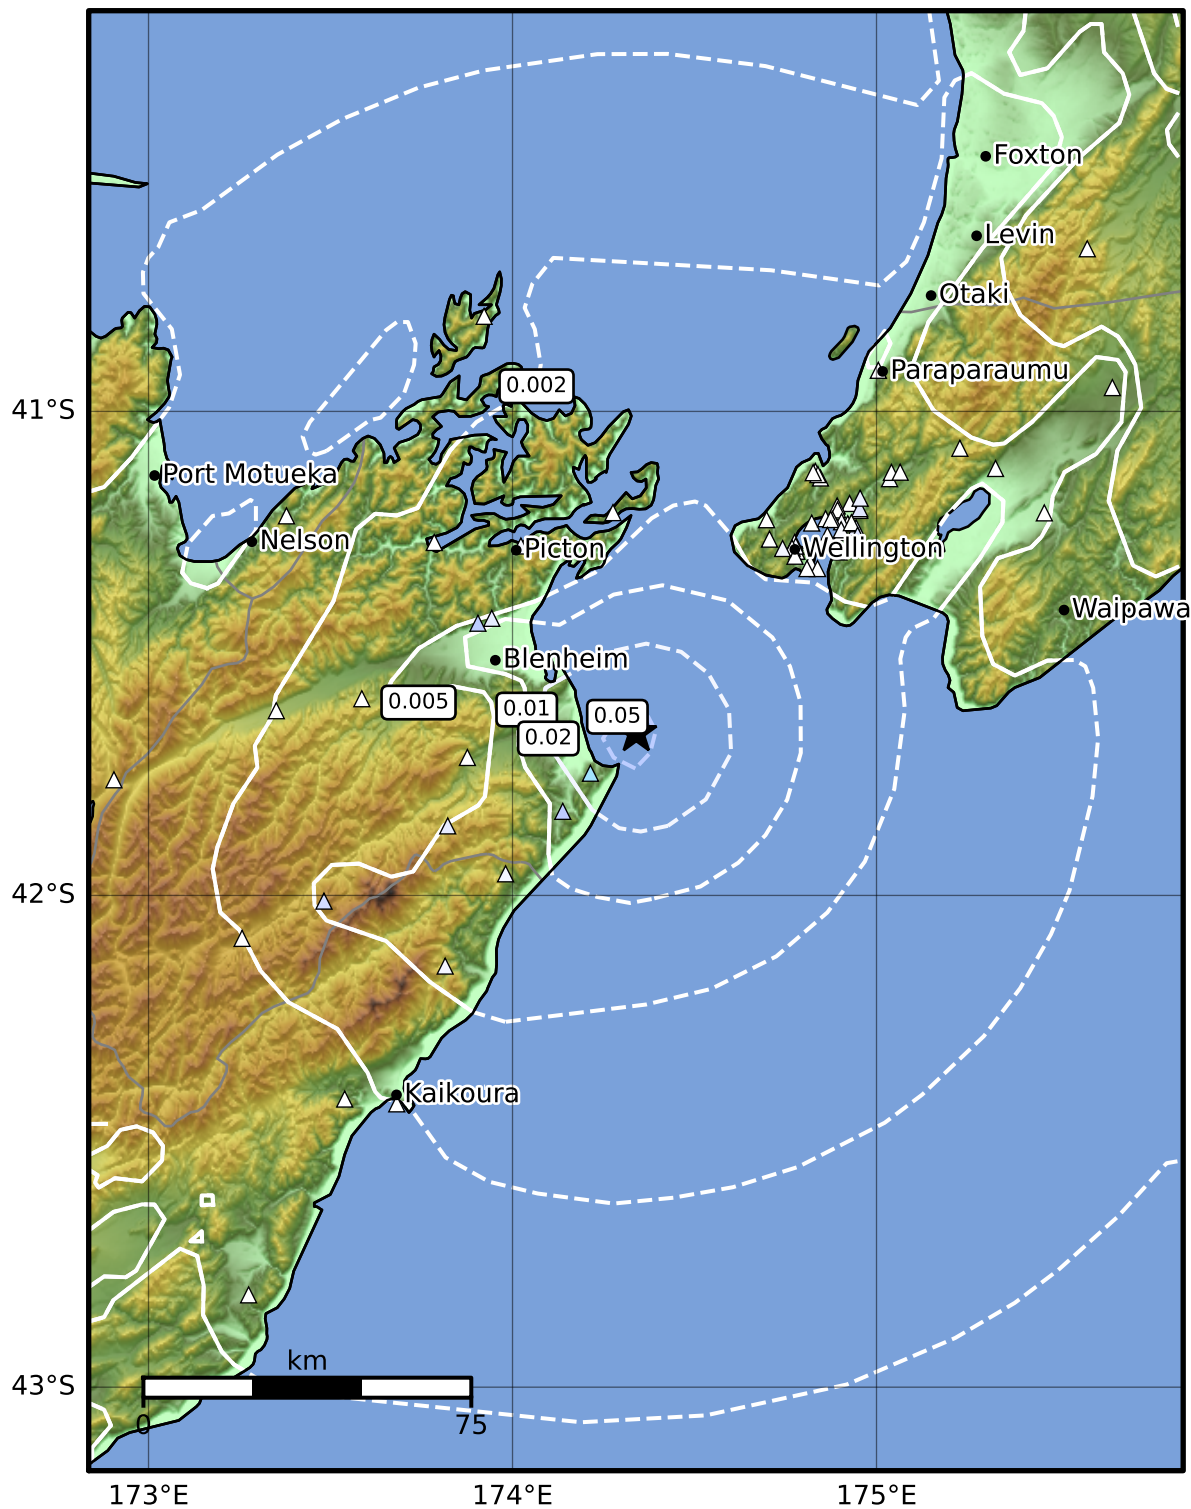 Foxton
Levin
Otaki
Paraparaumu
0.002
41°S
Port Motueka
Nelson
Picton
Wellington
Waipawa
Blenheim
0.005
0.01
0.05
0.02
42°S
Kaikoura
km
43°S
0
75
173°E
174°E
175°E